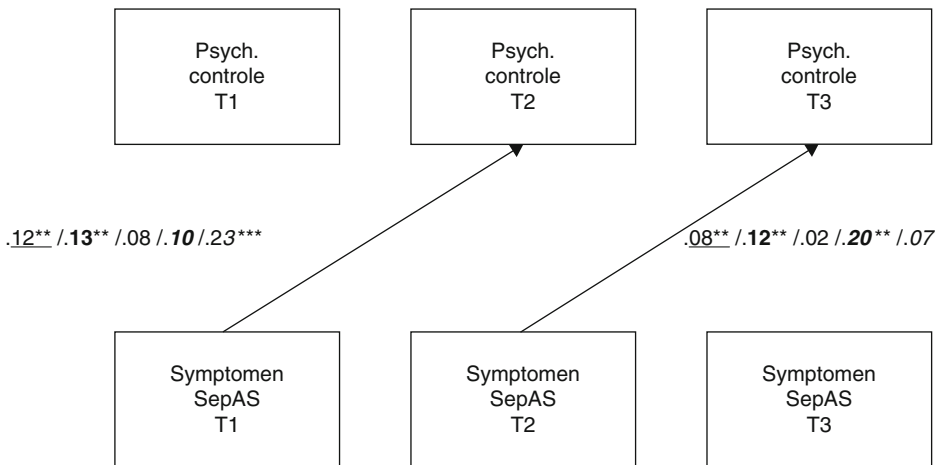 Psych.
controle
T1
Psych.
controle
T2
Psych.
controle
T3
.12** /.13** /.08 /.10 /.23***
.08** /.12** /.02 /.20** /.07
Symptomen
SepAS
T1
Symptomen
SepAS
T2
Symptomen
SepAS
T3